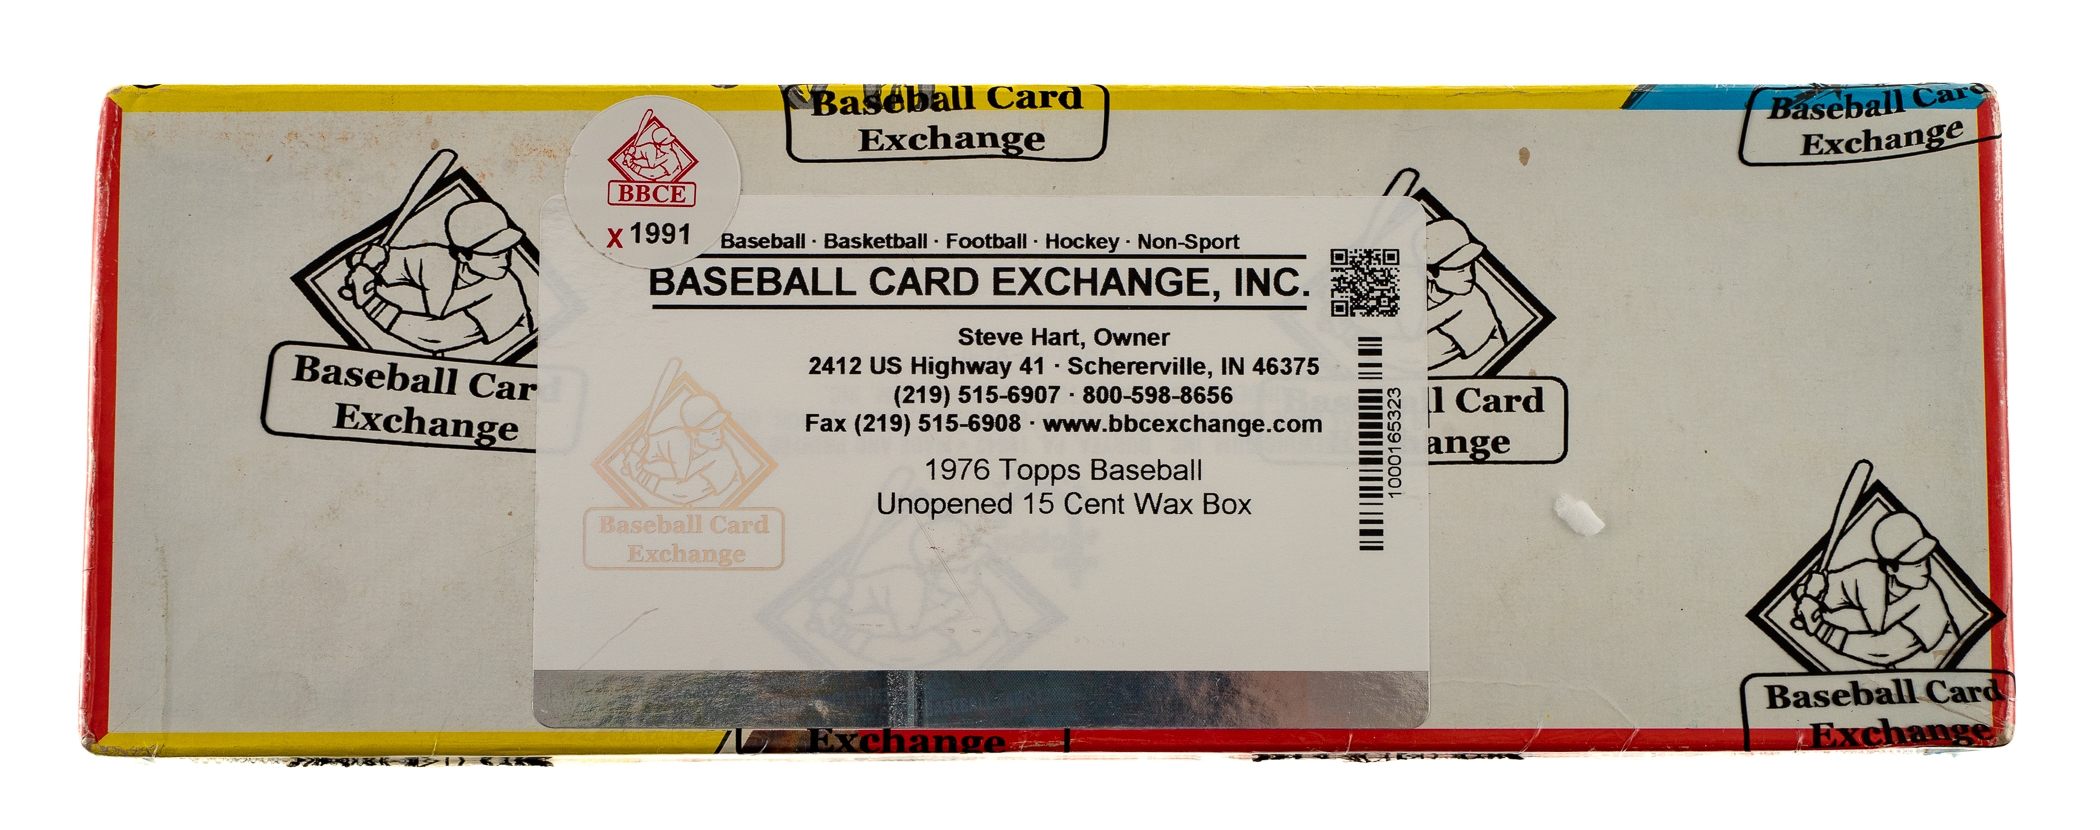 Baseball Card
Exchange
Baseball Card
Exchange
BBCE
X 1991
Baseball · Basketball · Football · Hockey · Non-Sport
BASEBALL CARD EXCHANGE, INC.
Steve Hart, Owner
2412 US Highway 41 · Schererville, IN 46375
(219) 515-6907 · 800-598-8656
Fax (219) 515-6908 · www.bbcexchange.com
1976 Topps Baseball
Unopened 15 Cent Wax Box
1000165323
Baseball Car
Exchange
l Card
ange
Baseball Card
Exchange
Baseball Card
Exchange
Exchange